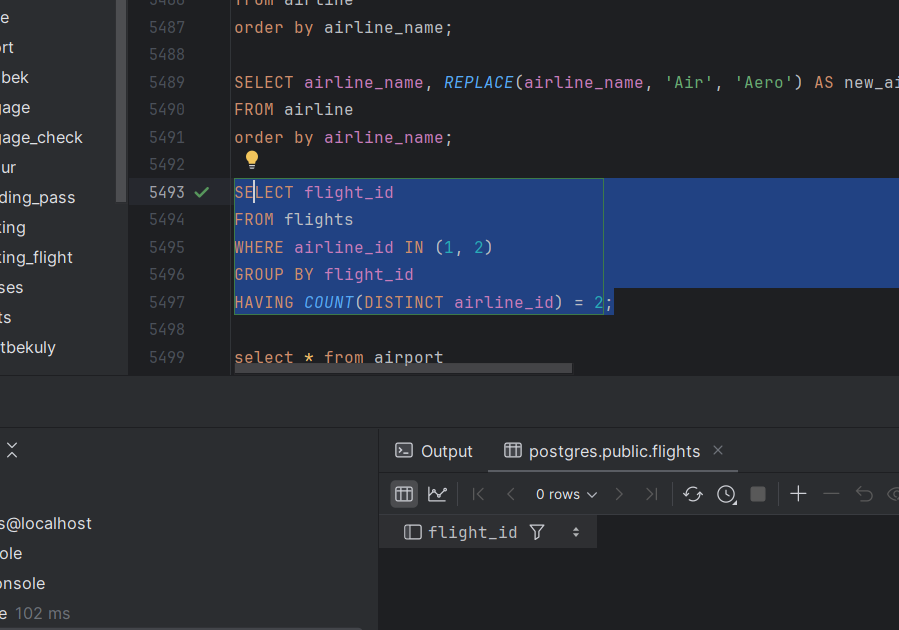 5486 from airline
5487 order by airline_name;
5488
5489 SELECT airline_name, REPLACE(airline_name, 'Air', 'Aero') AS new_ai
5490 FROM airline
5491 order by airline_name;
5492
5493 SELECT flight_id
5494 FROM flights
5495 WHERE airline_id IN (1, 2)
5496 GROUP BY flight_id
5497 HAVING COUNT(DISTINCT airline_id) = 2;
5498
5499 select * from airport
e
rt
bek
gage
gage_check
ur
ding_pass
king
king_flight
ses
ts
tbekuly
Output
postgres.public.flights
0 rows
flight_id
s@localhost
ole
onsole
e 102 ms